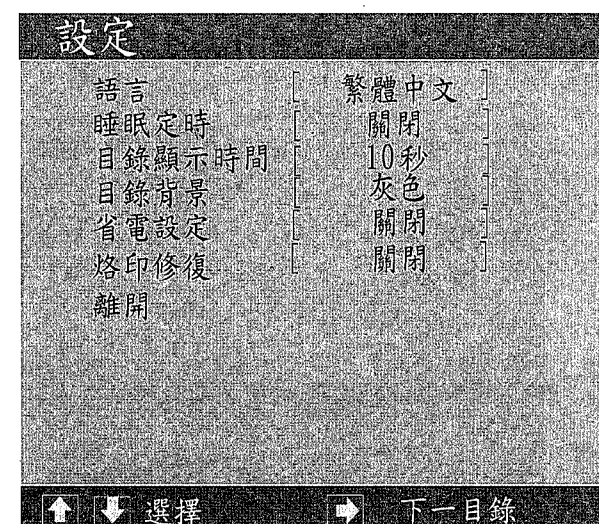 設定
語言 [ 繁體中文 ]
睡眠定時 [ 關閉 ]
目錄顯示時間 [ 10秒 ]
目錄背景 [ 灰色 ]
省電設定 [ 關閉 ]
烙印修復 [ 關閉 ]
離開
選擇 下一目錄